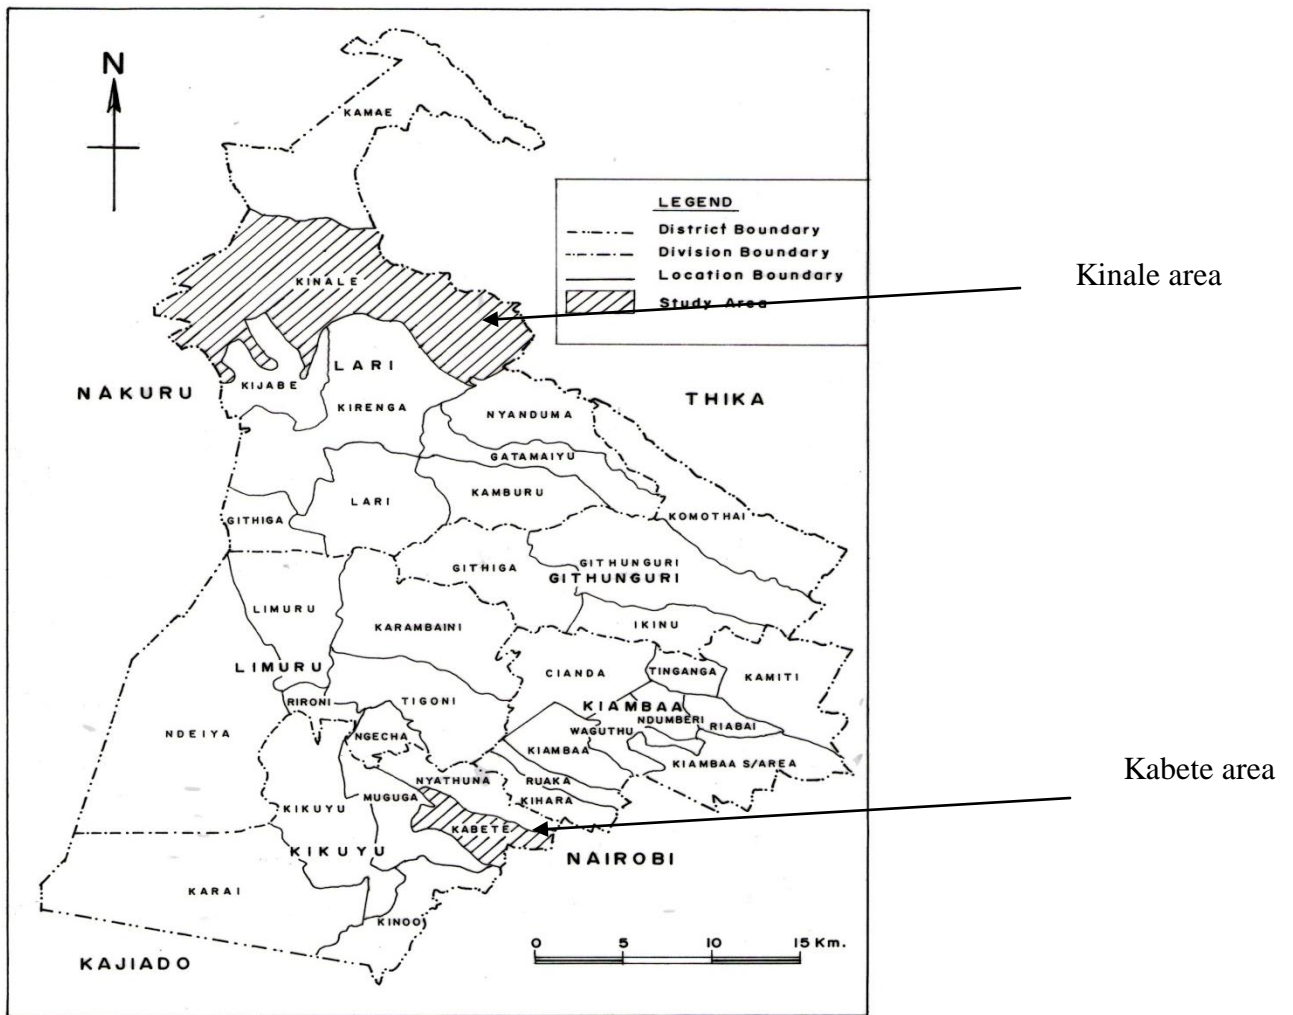 N
KAMAE
LEGEND
District Boundary
Division Boundary
Location Boundary
Study Area
Kinale area
KINALE
LARI
NAKURU
KIJABE
THIKA
KIRENGA
NYANDUMA
GATAMAIYU
LARI
KAMBURU
GITHIGA
KOMOTHAI
GITHIGA
GITHUNGURI
GITHUNGURI
LIMURU
KARAMBAINI
IKINU
LIMURU
CIANDA
TINGANGA
KAMITI
RIRONI
TIGONI
KIAMBAA
NDUMBERI
RIABAI
NDEIYA
NGECHA
WAGUTHU
KIAMBAA
KIAMBAA S/AREA
Kabete area
NYATHUNA
RUAKA
MUGUGA
KIHARA
KIKUYU
KABETE
KIKUYU
NAIROBI
KARAI
KINOO
0 5 10 15 Km.
KAJIADO